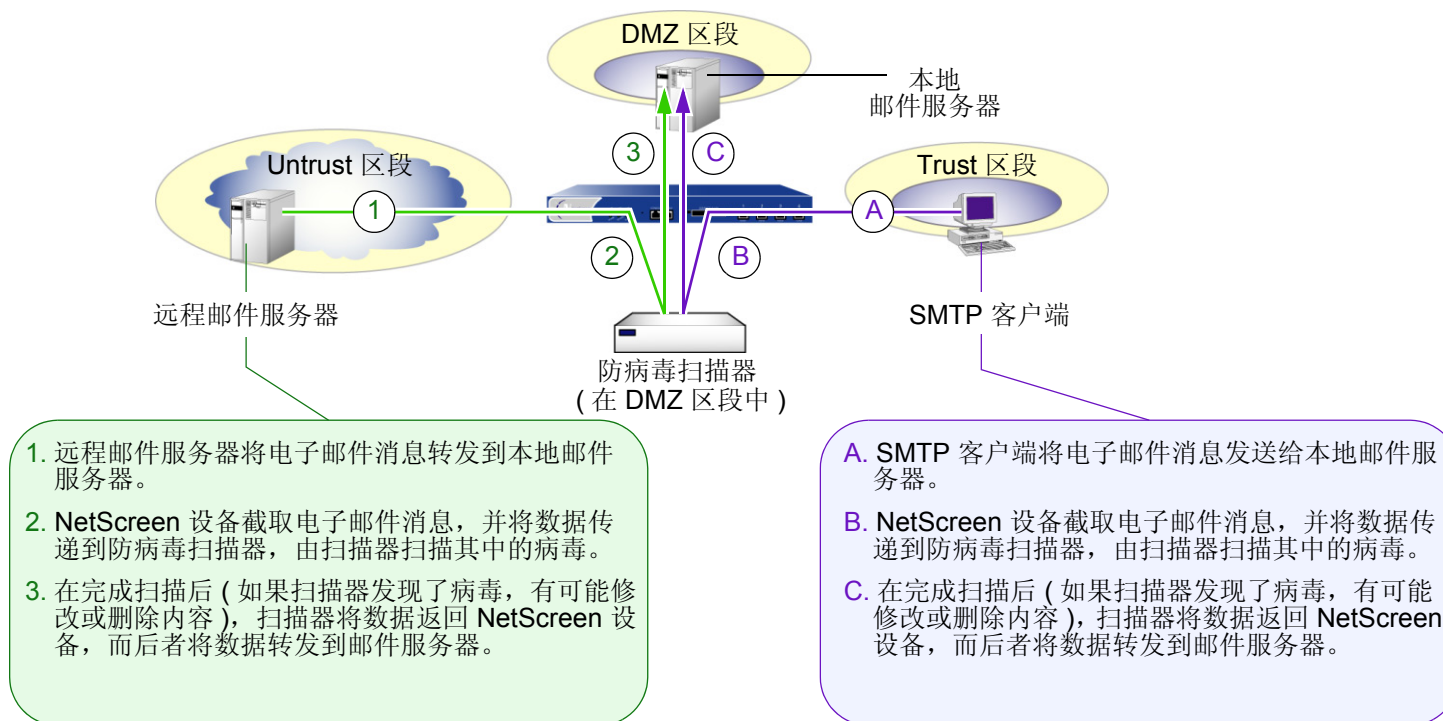 DMZ 区段
本地
邮件服务器
3
C
Untrust 区段
Trust 区段
1
A
2
B
远程邮件服务器
SMTP 客户端
防病毒扫描器
( 在 DMZ 区段中 )
1. 远程邮件服务器将电子邮件消息转发到本地邮件
服务器。
2. NetScreen 设备截取电子邮件消息，并将数据传
递到防病毒扫描器，由扫描器扫描其中的病毒。
3. 在完成扫描后 ( 如果扫描器发现了病毒，有可能修
改或删除内容 )，扫描器将数据返回 NetScreen 设
备，而后者将数据转发到邮件服务器。
A. SMTP 客户端将电子邮件消息发送给本地邮件服
务器。
B. NetScreen 设备截取电子邮件消息，并将数据传
递到防病毒扫描器，由扫描器扫描其中的病毒。
C. 在完成扫描后 ( 如果扫描器发现了病毒，有可能
修改或删除内容 )，扫描器将数据返回 NetScreen
设备，而后者将数据转发到邮件服务器。